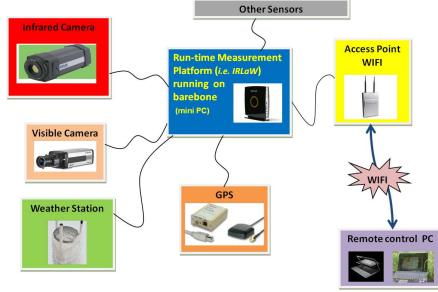 Other Sensors
Infrared Camera
Run-time Measurement
Platform (i.e. IRLaW)
running on
barebone
(mini PC)
Access Point
WIFI
Visible Camera
WIFI
GPS
Weather Station
Remote control PC